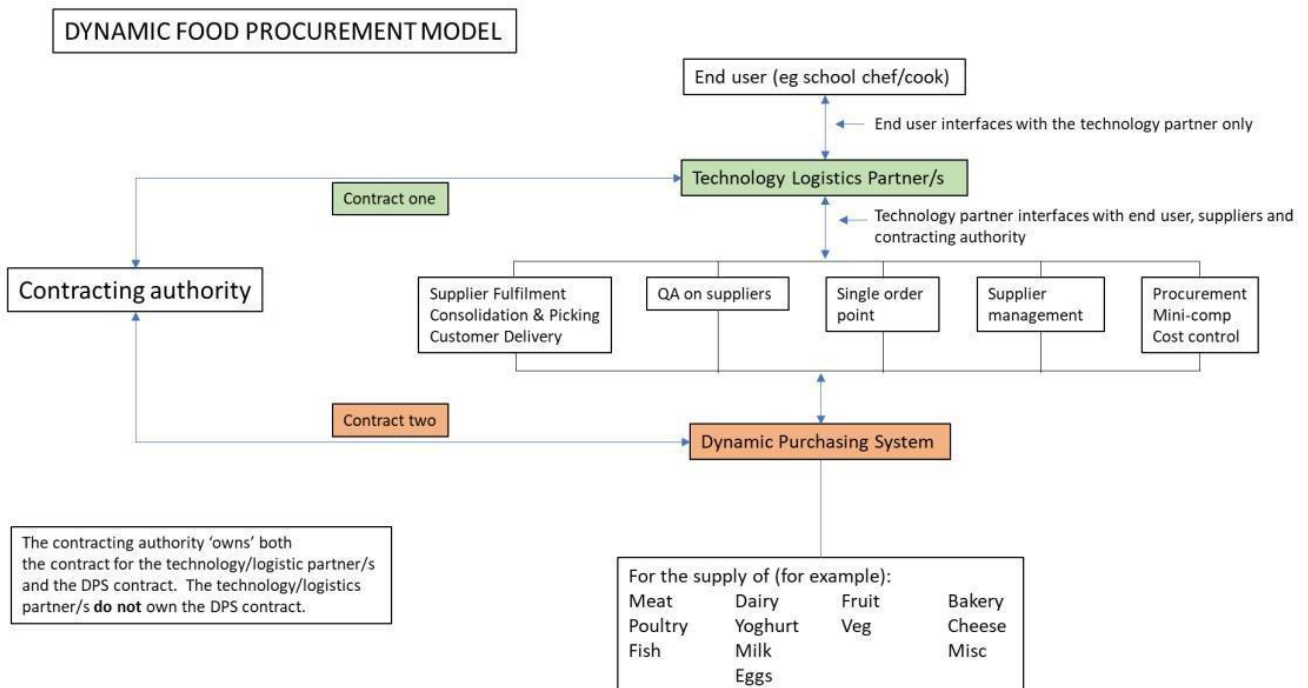 DYNAMIC FOOD PROCUREMENT MODEL
End user (eg school chef/cook)
End user interfaces with the technology partner only
Technology Logistics Partner/s
Contract one
Technology partner interfaces with end user, suppliers and
contracting authority
Contracting authority
Supplier Fulfilment
Consolidation & Picking
Customer Delivery
QA on suppliers
Single order
point
Supplier
management
Procurement
Mini-comp
Cost control
Contract two
Dynamic Purchasing System
The contracting authority ‘owns’ both
the contract for the technology/logistic partner/s
and the DPS contract. The technology/logistics
partner/s do not own the DPS contract.
For the supply of (for example):
Meat Dairy Fruit Bakery
Poultry Yoghurt Veg Cheese
Fish Milk Misc
Eggs